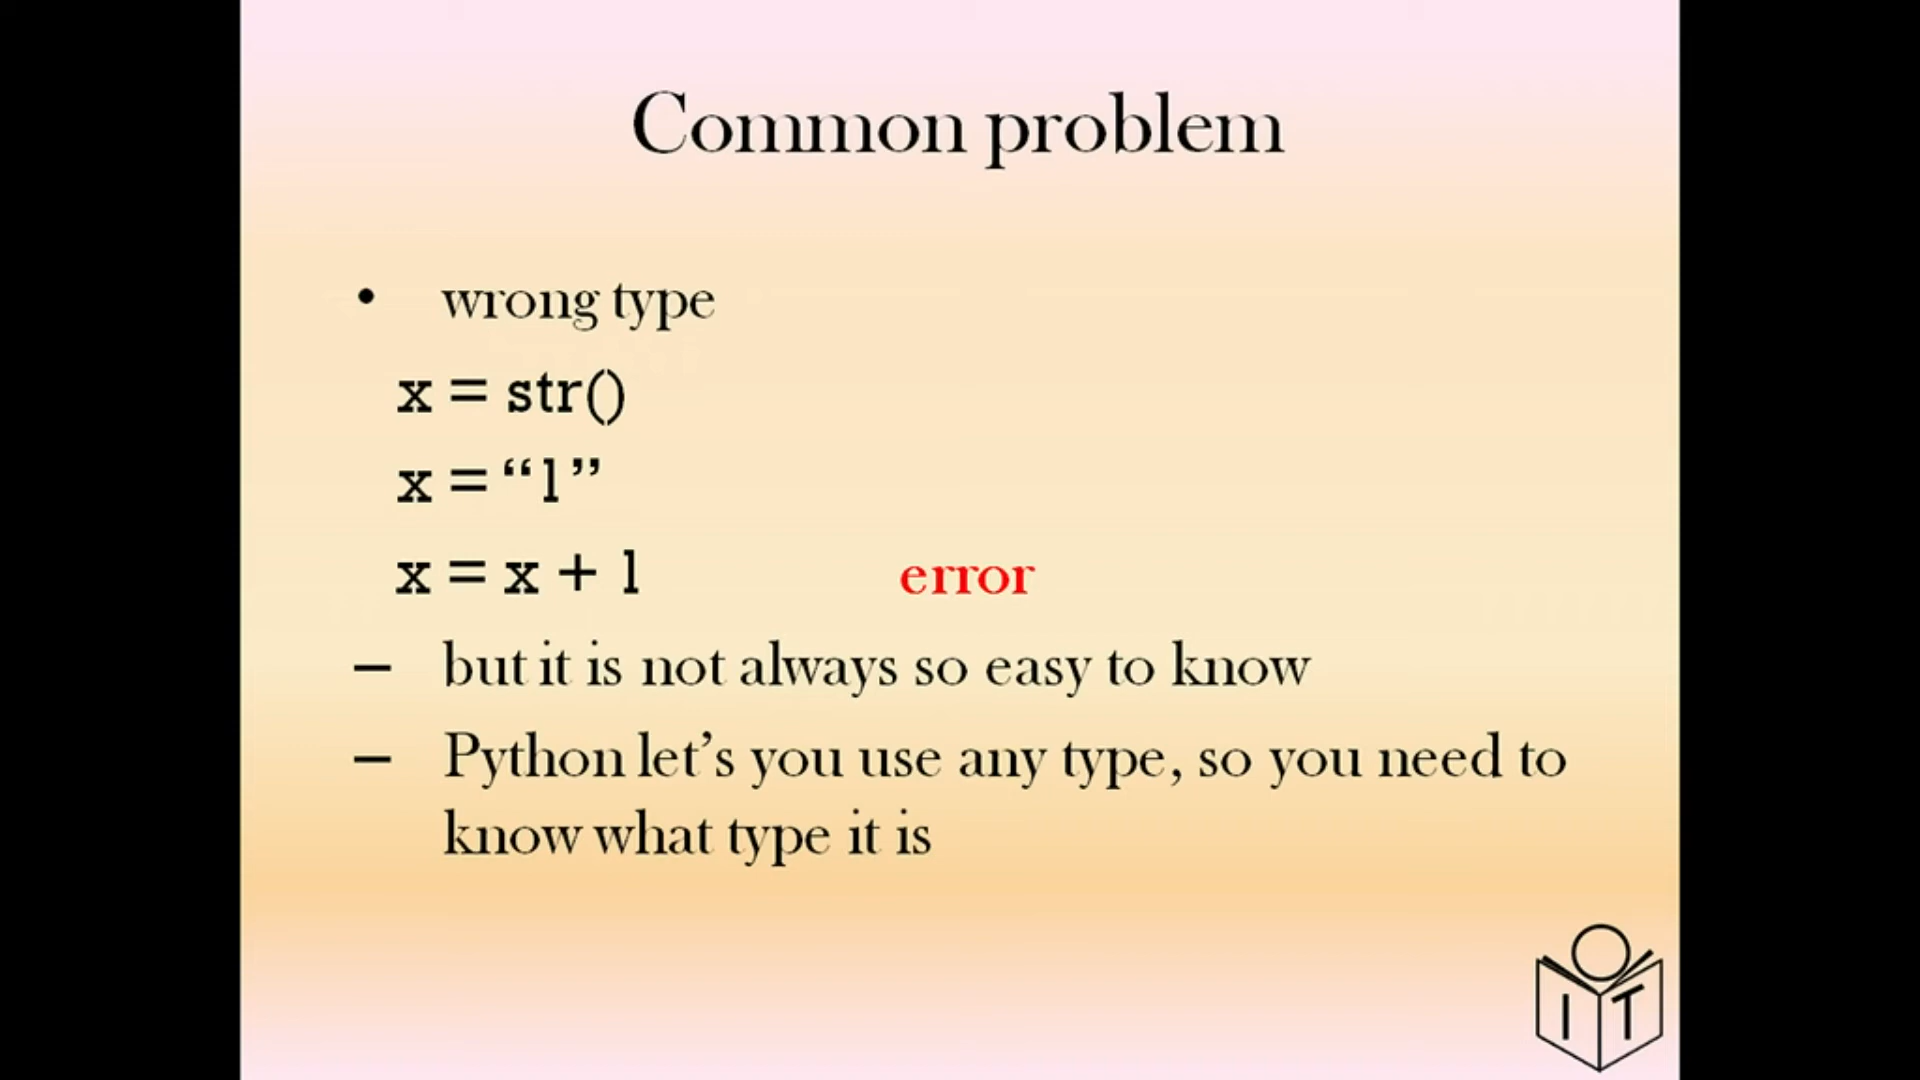 Common problem
• wrong type
x = str()
x = “1”
x = x + 1 error
– but it is not always so easy to know
– Python let’s you use any type, so you need to
know what type it is
I T